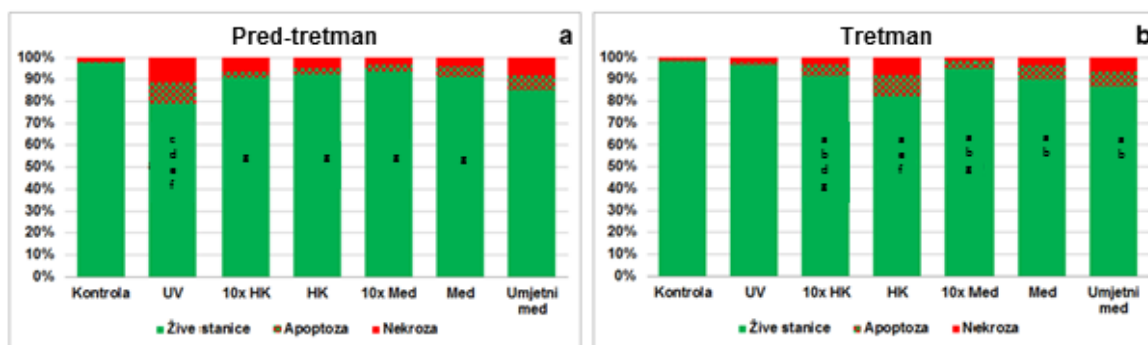 Pred-tretman
a
100%
90%
80%
70%
60%
50%
40%
30%
20%
10%
0%
c
d
e
f
Kontrola
UV
10x HK
HK
10x Med
Med
Umjetni
med
Žive stanice
Apoptoza
Nekroza
Tretman
b
100%
90%
80%
70%
60%
50%
40%
30%
20%
10%
0%
Kontrola
UV
10x HK
HK
10x Med
Med
Umjetni
med
Žive stanice
Apoptoza
Nekroza